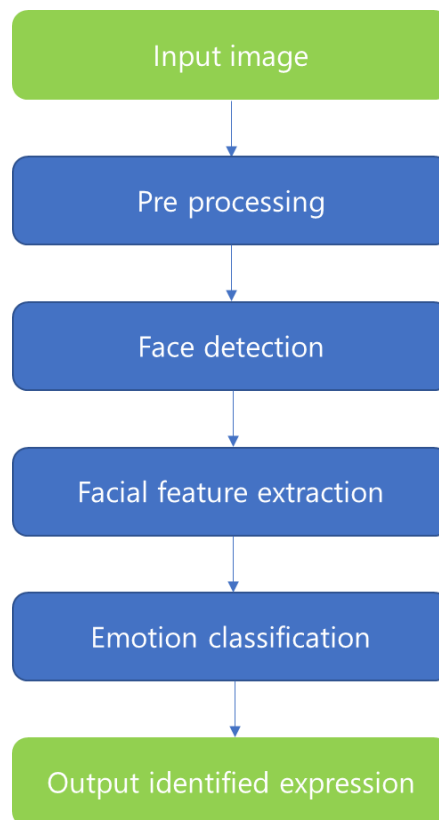 Input image
Pre processing
Face detection
Facial feature extraction
Emotion classification
Output identified expression